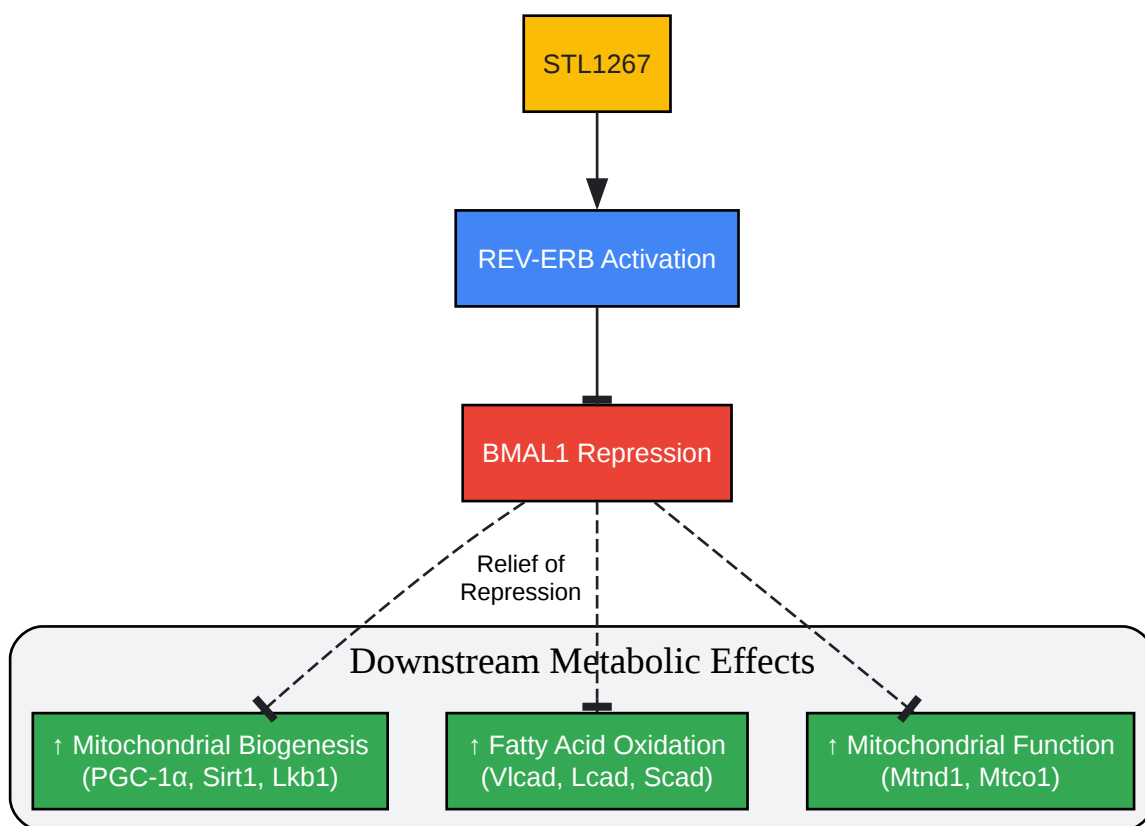 STL1267
REV-ERB Activation
BMAL1 Repression
Relief of
Repression
Downstream Metabolic Effects
↑ Mitochondrial Biogenesis
(PGC-1α, Sirt1, Lkb1)
↑ Fatty Acid Oxidation
(Vlcad, Lcad, Scad)
↑ Mitochondrial Function
(Mtnd1, Mtco1)